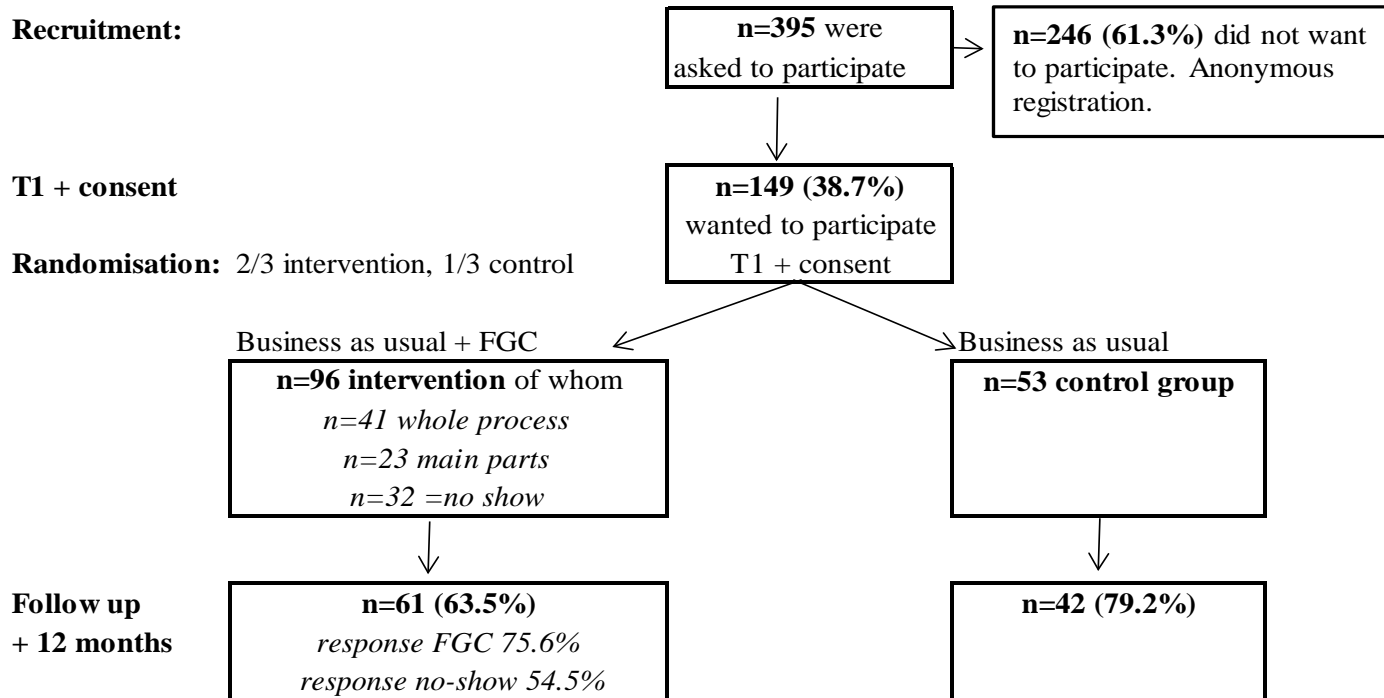 Recruitment:
n=395 were
asked to participate
n=246 (61.3%) did not want
to participate. Anonymous
registration.
T1 + consent
n=149 (38.7%)
wanted to participate
T1 + consent
Randomisation: 2/3 intervention, 1/3 control
Business as usual + FGC
n=96 intervention of whom
n=41 whole process
n=23 main parts
n=32 =no show
Business as usual
n=53 control group
Follow up
+ 12 months
n=61 (63.5%)
response FGC 75.6%
response no-show 54.5%
n=42 (79.2%)